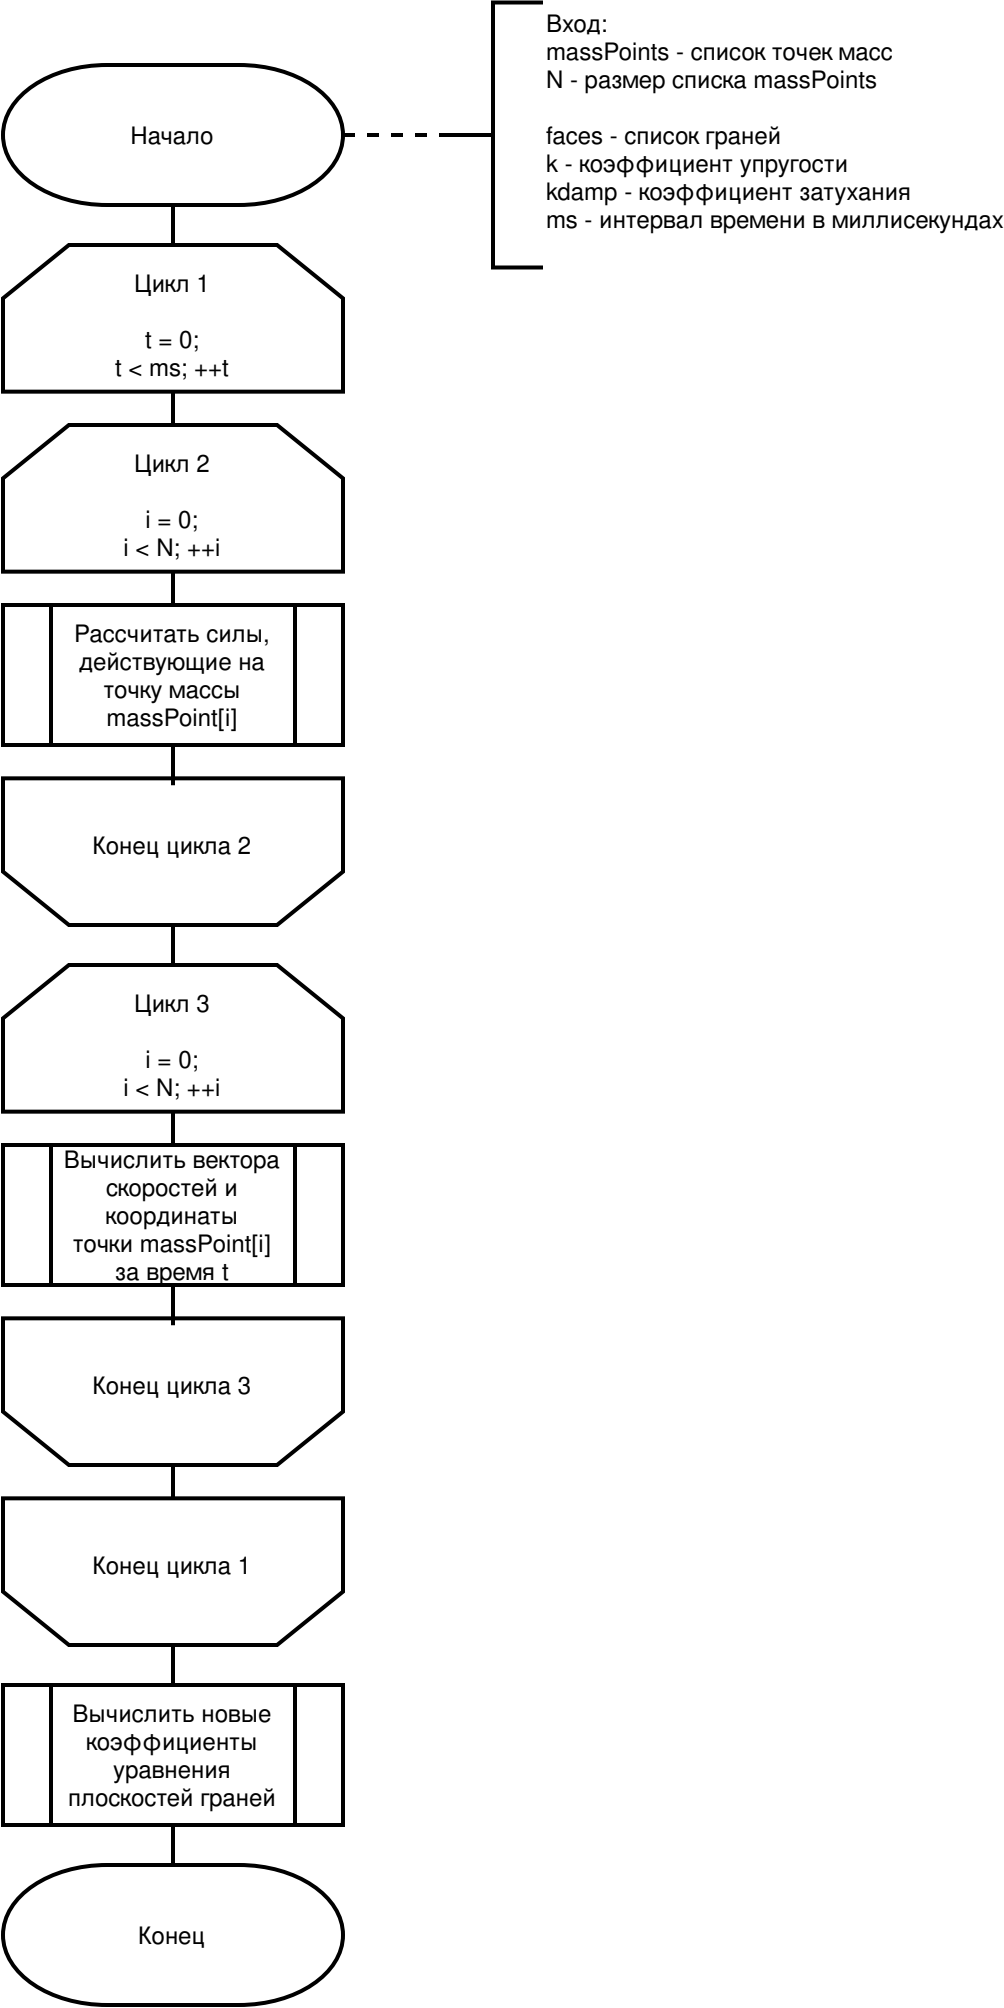 Вход:
massPoints - список точек масс
N - размер списка massPoints
faces - список граней
k - коэффициент упругости
kdamp - коэффициент затухания
ms - интервал времени в миллисекундах
Начало
Цикл 1
t = 0;
t < ms; ++t
Цикл 2
i = 0;
i < N; ++i
Рассчитать силы,
действующие на
точку массы
massPoint[i]
Конец цикла 2
Цикл 3
i = 0;
i < N; ++i
Вычислить вектора
скоростей и
координаты
точки massPoint[i]
за время t
Конец цикла 3
Конец цикла 1
Вычислить новые
коэффициенты
уравнения
плоскостей граней
Конец